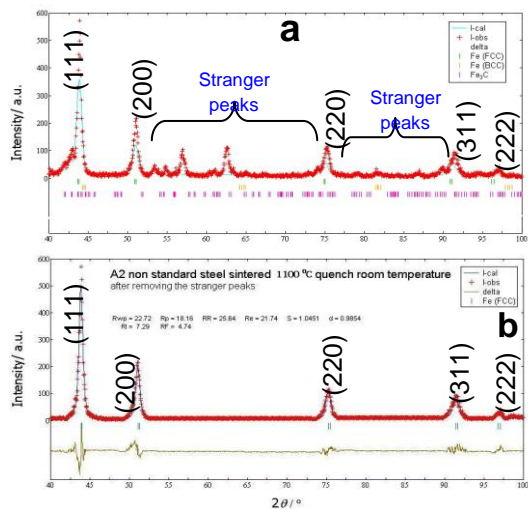 a
600
500
400
300
200
100
0
Intensity/ a.u.
(111)
(200)
Stranger
peaks
(220)
Stranger
peaks
(311)
(222)
I-cal
I-obs
delta
Fe (FCC)
Fe (BCC)
Fe₃C
40 45 50 55 60 65 70 75 80 85 90 95 100
b
A2 non standard steel sintered 1100 °C quench room temperature
after removing the stranger peaks
Rwp = 22.72 Rp = 18.16 RR = 25.64 Re = 21.74 S = 1.0451 d = 0.9854
RI = 7.29 RF = 4.74
I-cal
I-obs
delta
Fe (FCC)
600
500
400
300
200
100
0
Intensity/ a.u.
(111)
(200)
(220)
(311)
(222)
40 45 50 55 60 65 70 75 80 85 90 95 100
2θ / °